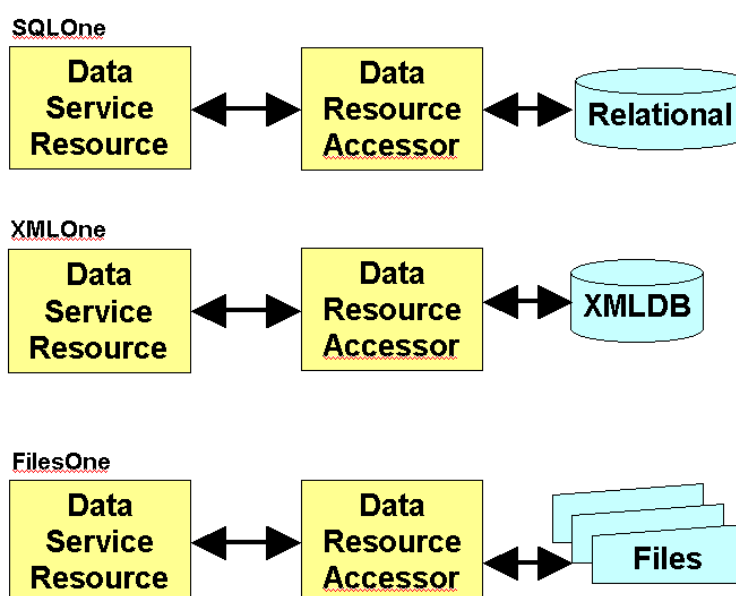 SQLOne
Data
Service
Resource
Data
Resource
Accessor
Relational
XMLOne
Data
Service
Resource
Data
Resource
Accessor
XMLDB
FilesOne
Data
Service
Resource
Data
Resource
Accessor
Files